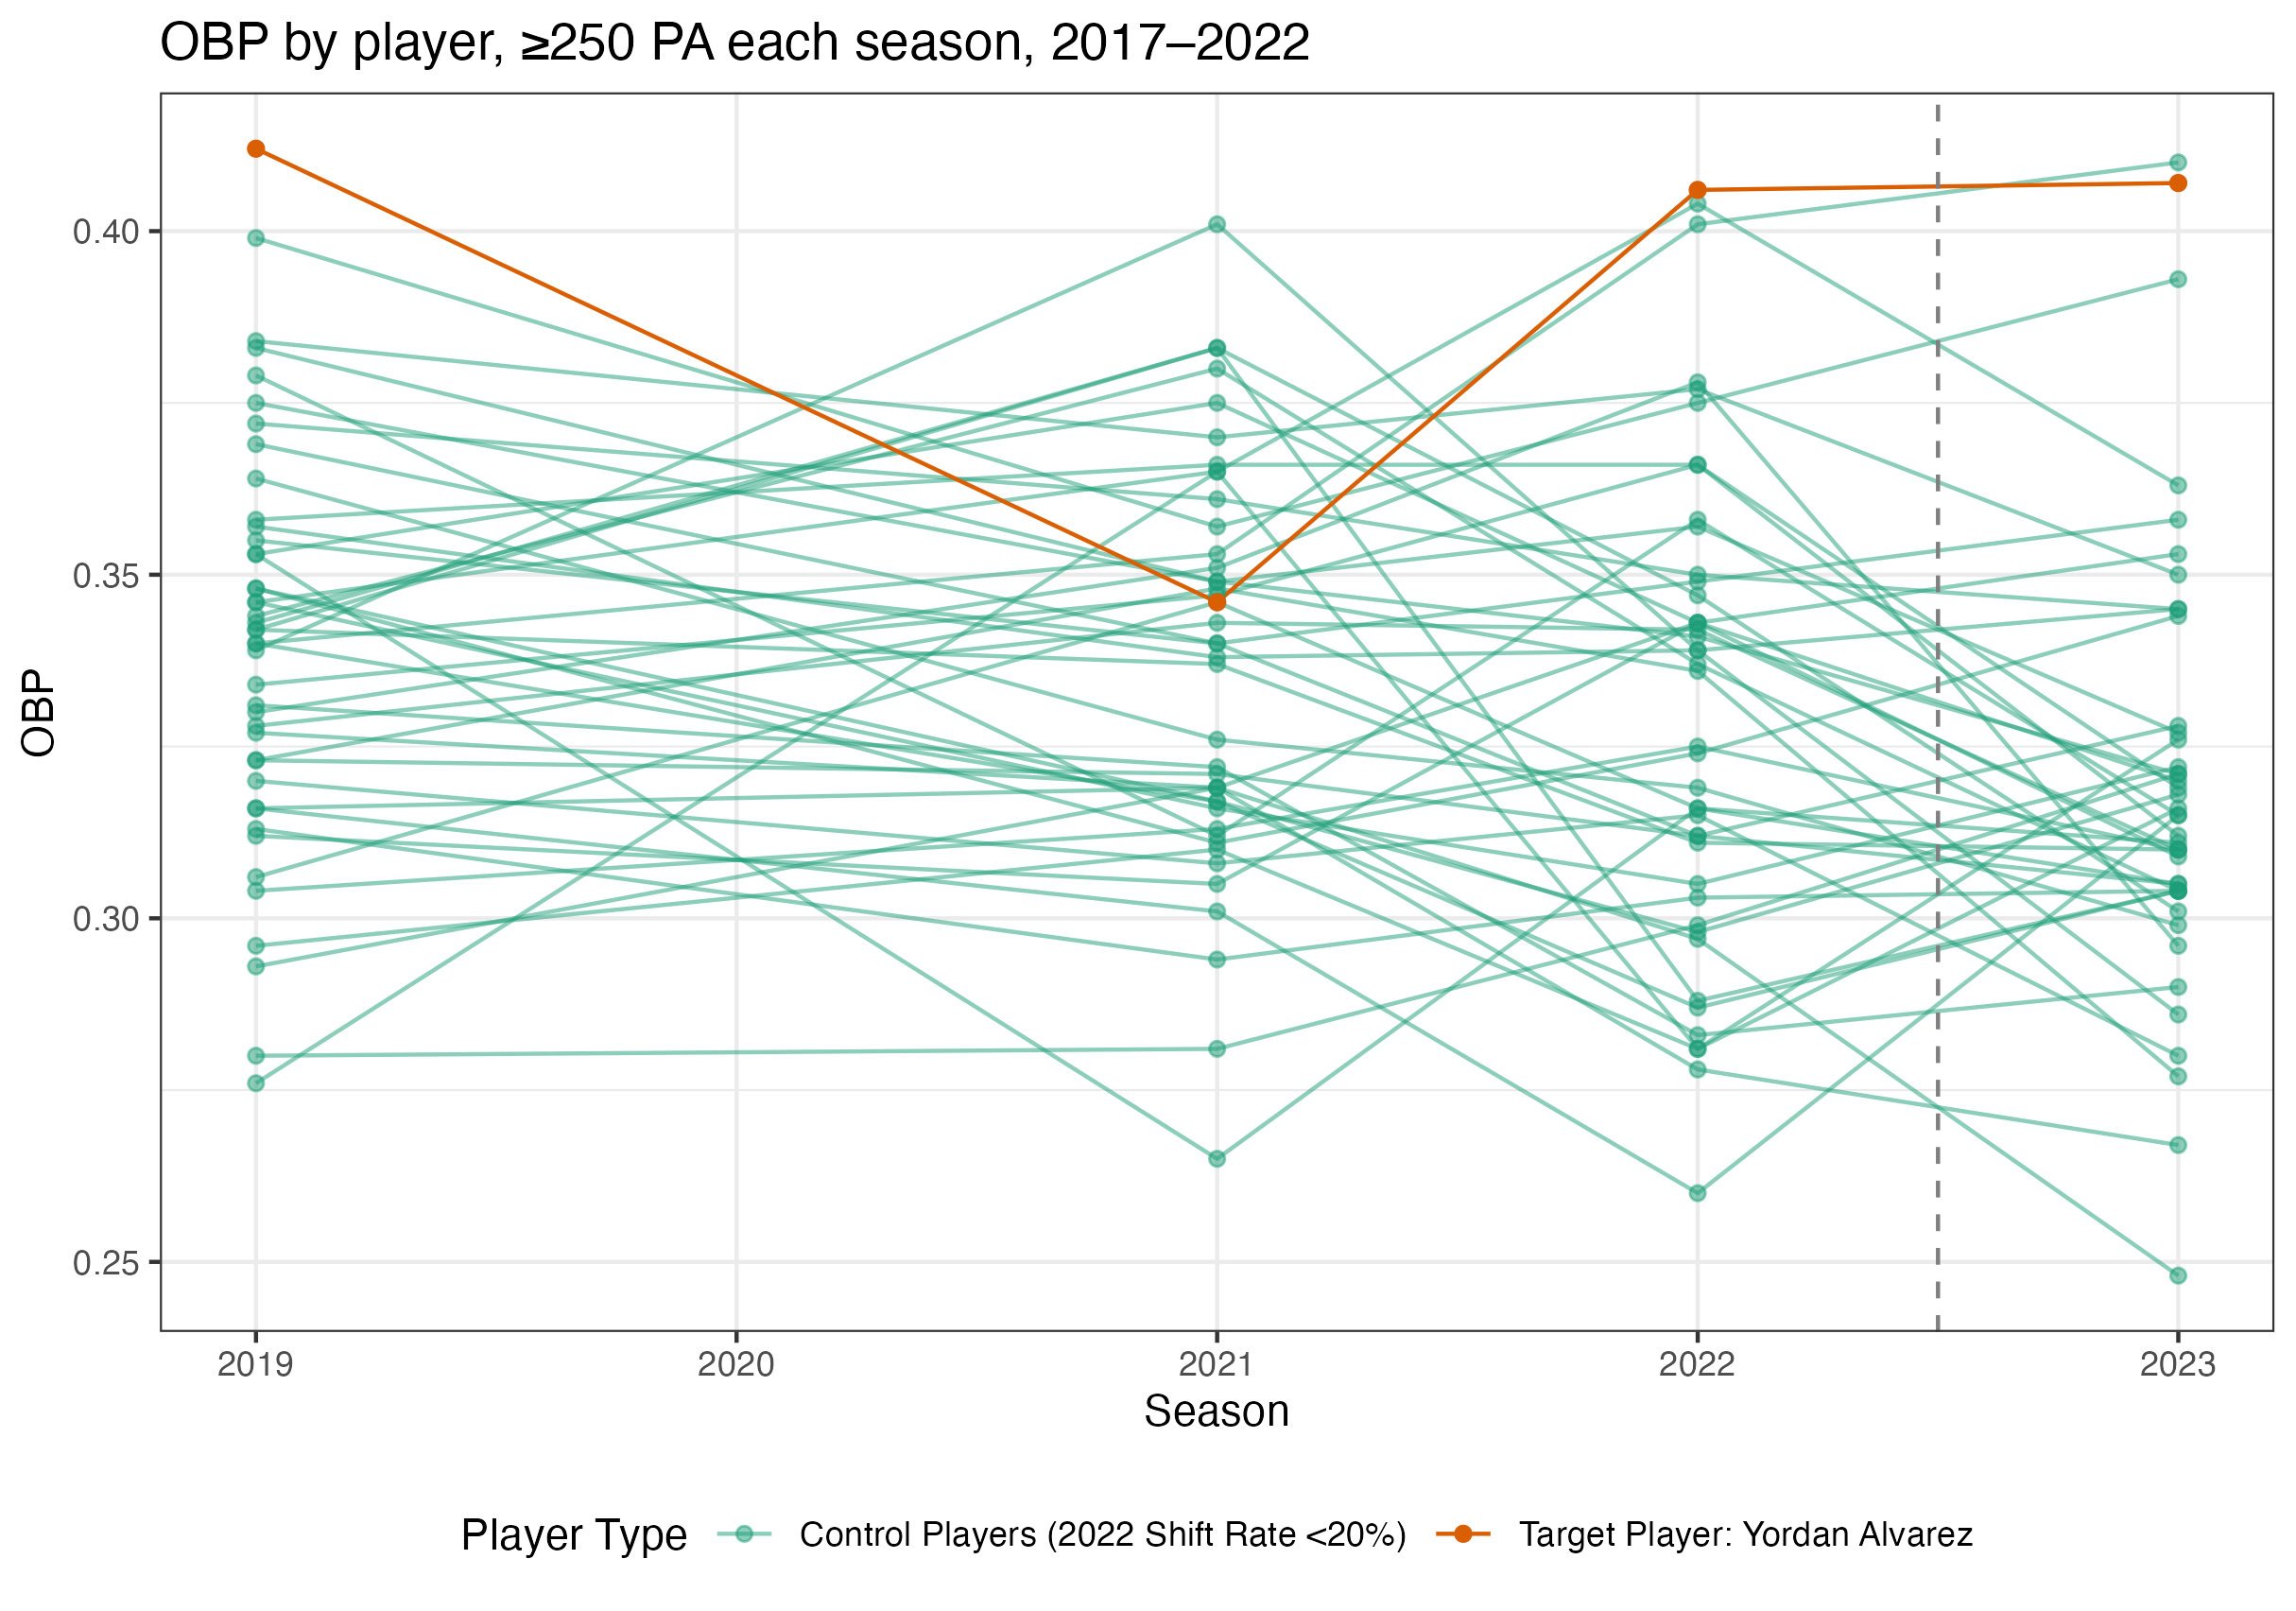 OBP by player, ≥250 PA each season, 2017–2022
OBP
0.40
0.35
0.30
0.25
2019 2020 2021 2022 2023
Season
Player Type Control Players (2022 Shift Rate <20%) Target Player: Yordan Alvarez